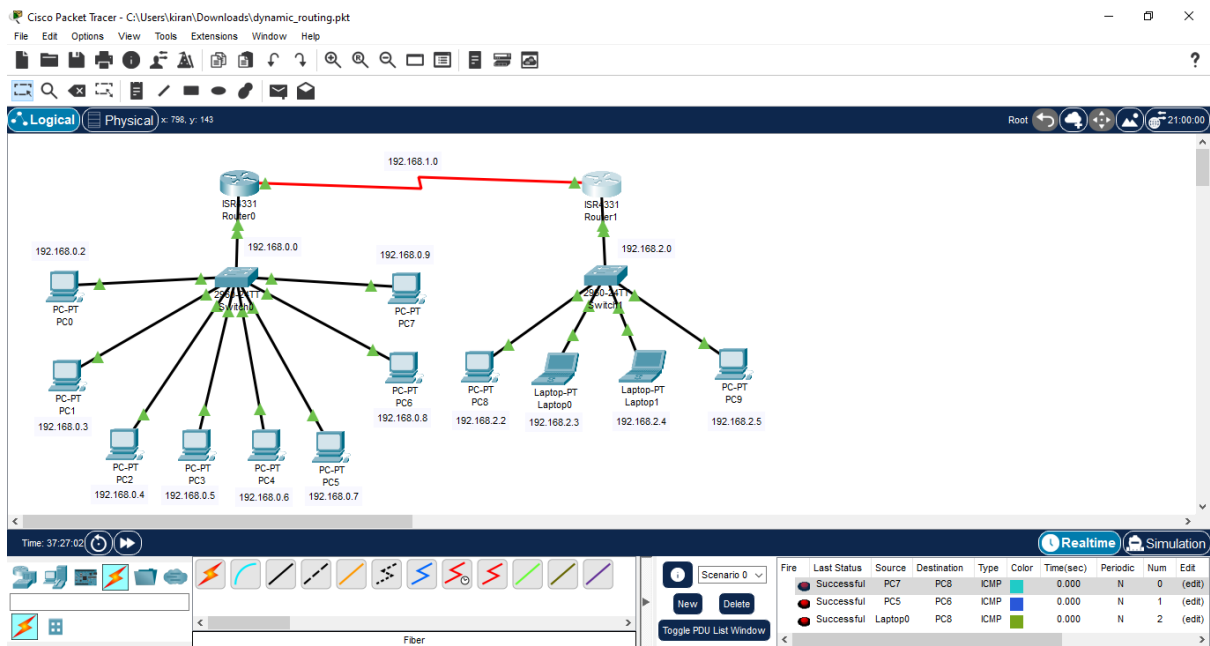 Cisco Packet Tracer - C:\Users\kiran\Downloads\dynamic_routing.pkt
File Edit Options View Tools Extensions Window Help
?
Logical Physical x: 798, y: 143 Root 21:00:00
192.168.1.0
ISR4331
Router0
ISR4331
Router1
192.168.0.2
192.168.0.0
192.168.0.9
192.168.2.0
PC-PT
PC0
2960-24TT
Switch0
PC-PT
PC7
2960-24TT
Switch1
PC-PT
PC1
192.168.0.3
PC-PT
PC6
192.168.0.8
PC-PT
PC8
192.168.2.2
Laptop-PT
Laptop0
192.168.2.3
Laptop-PT
Laptop1
192.168.2.4
PC-PT
PC9
192.168.2.5
PC-PT
PC2
192.168.0.4
PC-PT
PC3
192.168.0.5
PC-PT
PC4
192.168.0.6
PC-PT
PC5
192.168.0.7
Time: 37:27:02 Realtime Simulation
Scenario 0
New Delete
Toggle PDU List Window
Fire Last Status Source Destination Type Color Time(sec) Periodic Num Edit
Successful PC7 PC8 ICMP 0.000 N 0 (edit)
Successful PC5 PC6 ICMP 0.000 N 1 (edit)
Successful Laptop0 PC8 ICMP 0.000 N 2 (edit)
Fiber